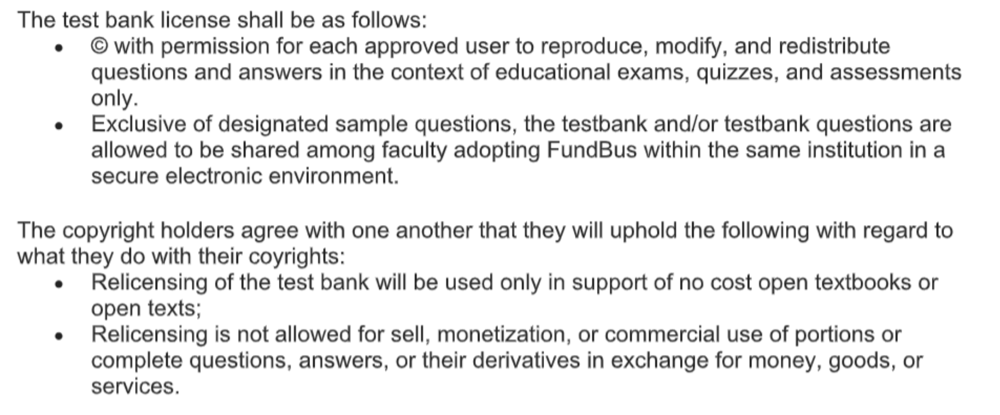 The test bank license shall be as follows:
• © with permission for each approved user to reproduce, modify, and redistribute
questions and answers in the context of educational exams, quizzes, and assessments
only.
• Exclusive of designated sample questions, the testbank and/or testbank questions are
allowed to be shared among faculty adopting FundBus within the same institution in a
secure electronic environment.
The copyright holders agree with one another that they will uphold the following with regard to
what they do with their coyrights:
• Relicensing of the test bank will be used only in support of no cost open textbooks or
open texts;
• Relicensing is not allowed for sell, monetization, or commercial use of portions or
complete questions, answers, or their derivatives in exchange for money, goods, or
services.